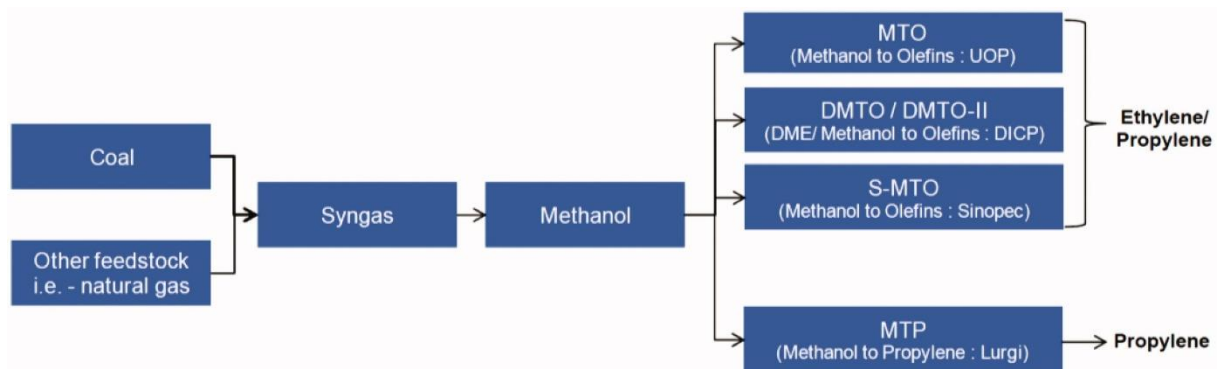 Coal
Other feedstock
i.e. - natural gas
Syngas
Methanol
MTO
(Methanol to Olefins : UOP)
DMTO / DMTO-II
(DME/ Methanol to Olefins : DICP)
S-MTO
(Methanol to Olefins : Sinopec)
Ethylene/
Propylene
MTP
(Methanol to Propylene : Lurgi)
Propylene